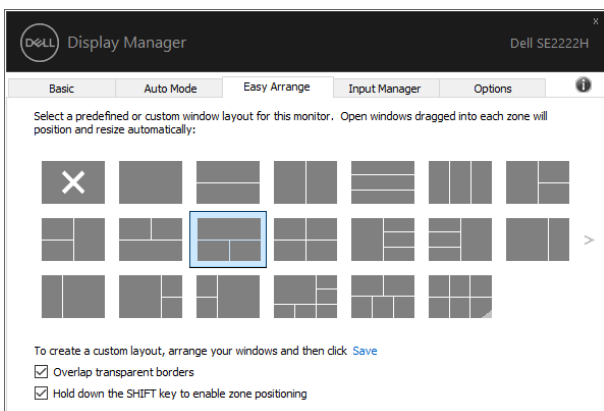 x
DELL Display Manager
Dell SE2222H
Basic
Auto Mode
Easy Arrange
Input Manager
Options
Select a predefined or custom window layout for this monitor. Open windows dragged into each zone will
position and resize automatically:
>
To create a custom layout, arrange your windows and then click Save
Overlap transparent borders
Hold down the SHIFT key to enable zone positioning